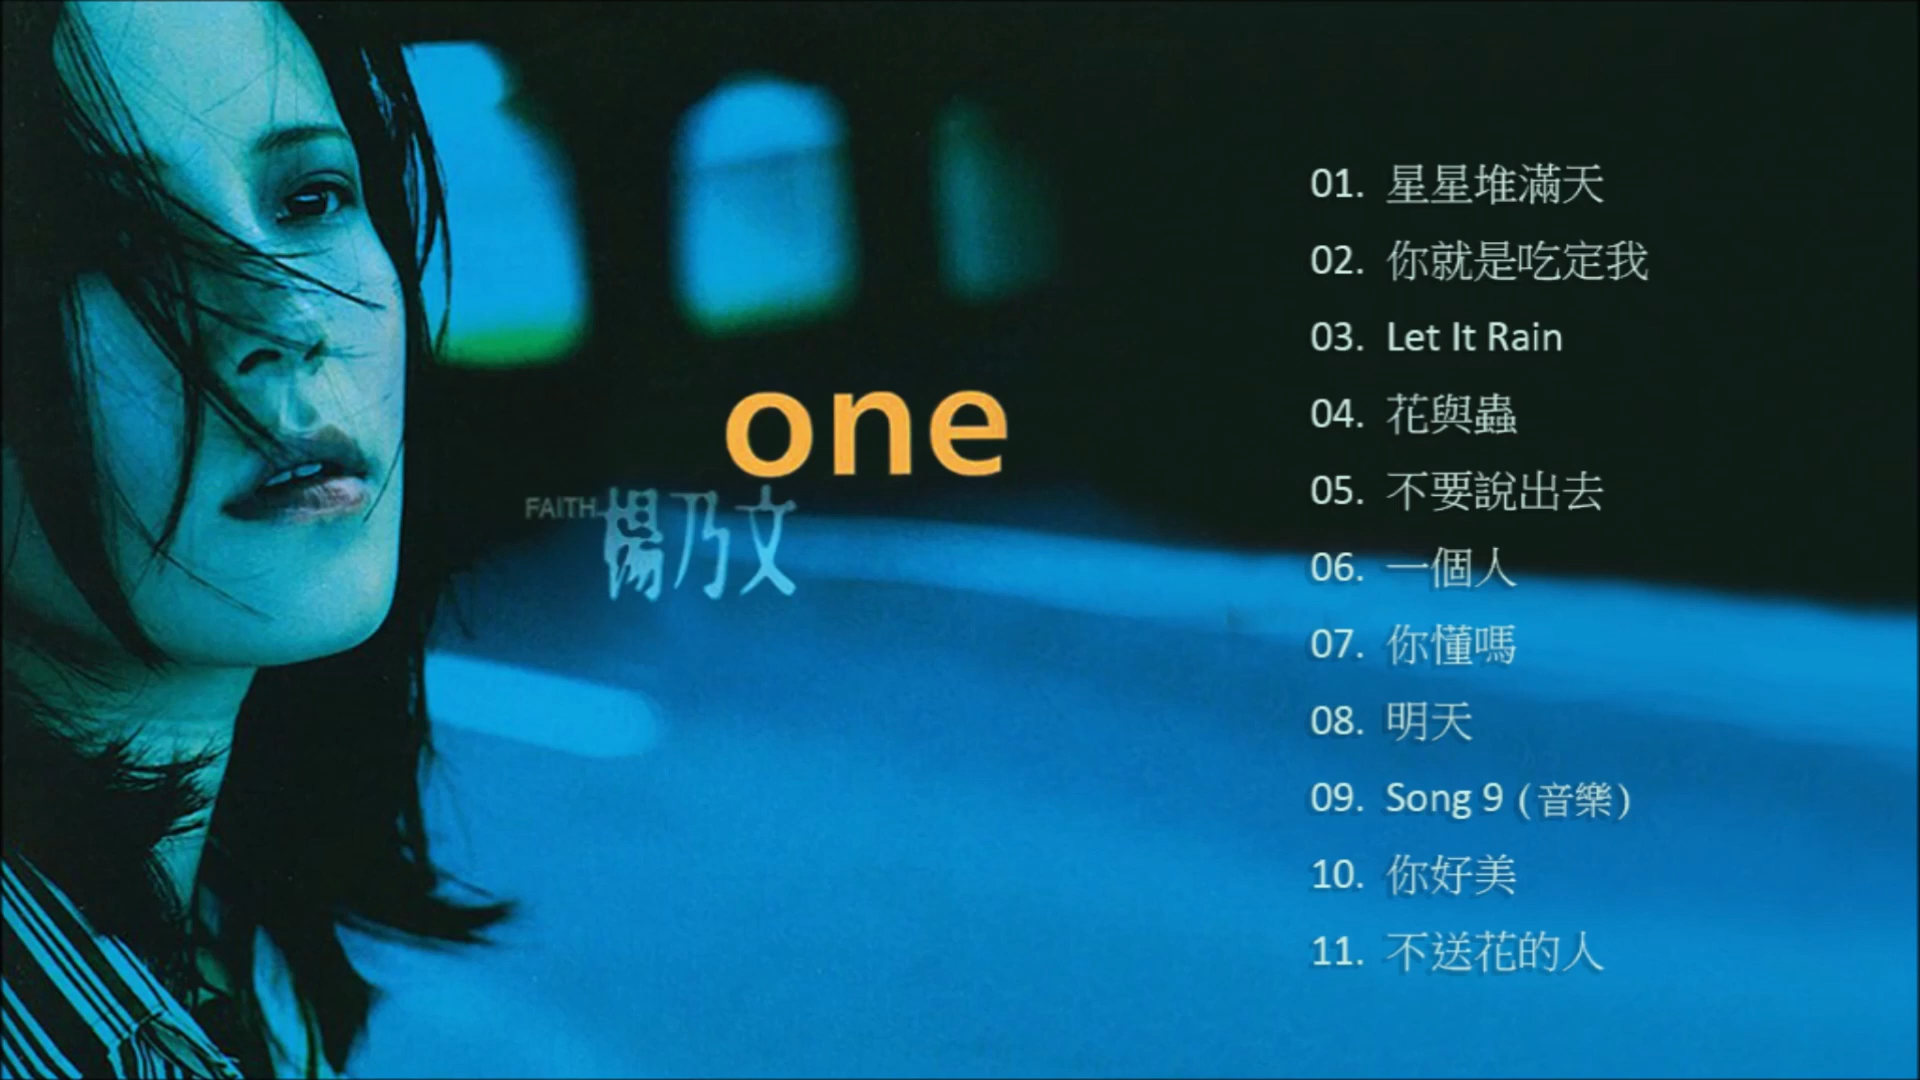 one
FAITH 楊乃文
01. 星星堆滿天
02. 你就是吃定我
03. Let It Rain
04. 花與蟲
05. 不要說出去
06. 一個人
07. 你懂嗎
08. 明天
09. Song 9 (音樂)
10. 你好美
11. 不送花的人